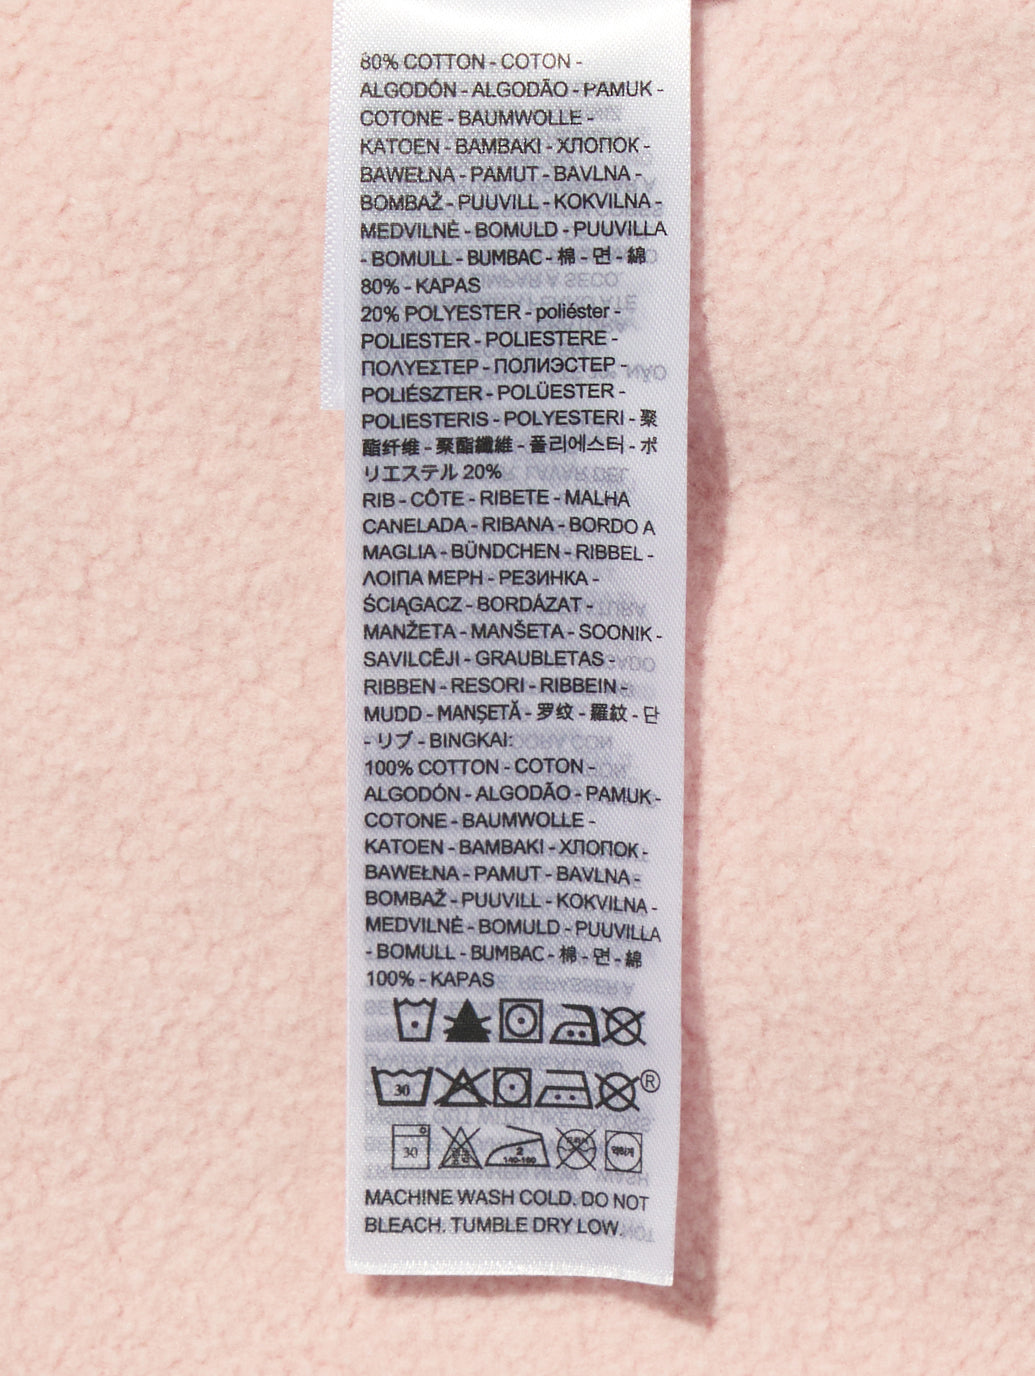 80% COTTON - COTON -
ALGODÓN - ALGODÃO - PAMUK -
COTONE - BAUMWOLLE -
KATOEN - BAMBAKI - ХЛОПОК -
BAWEŁNA - PAMUT - BAVLNA -
BOMBAŽ - PUUVILL - KOKVILNA -
MEDVILNĖ - BOMULD - PUUVILLA
- BOMULL - BUMBAC - 棉 - 면 - 綿
80% - KAPAS
20% POLYESTER - poliéster -
POLIESTER - POLIESTERE -
ΠΟΛΥΕΣΤΕΡ - ПОЛИЭСТЕР -
POLIÉSZTER - POLÜESTER -
POLIESTERIS - POLYESTERI - 聚
酯纤维 - 聚酯纖維 - 폴리에스터 - ポ
リエステル 20%
RIB - CÔTE - RIBETE - MALHA
CANELADA - RIBANA - BORDO A
MAGLIA - BÜNDCHEN - RIBBEL -
ΛΟΙΠΑ ΜΕΡΗ - РЕЗИНКА -
ŚCIĄGACZ - BORDÁZAT -
MANŽETA - MANŠETA - SOONIK -
SAVILCĒJI - GRAUBLETAS -
RIBBEN - RESORI - RIBBEIN -
MUDD - MANŞETĂ - 罗纹 - 羅紋 - 단
- リブ - BINGKAI:
100% COTTON - COTON -
ALGODÓN - ALGODÃO - PAMUK -
COTONE - BAUMWOLLE -
KATOEN - BAMBAKI - ХЛОПОК -
BAWEŁNA - PAMUT - BAVLNA -
BOMBAŽ - PUUVILL - KOKVILNA -
MEDVILNĖ - BOMULD - PUUVILLA
- BOMULL - BUMBAC - 棉 - 면 - 綿
100% - KAPAS
30 ®
30 2 140-160
MACHINE WASH COLD. DO NOT
BLEACH. TUMBLE DRY LOW.